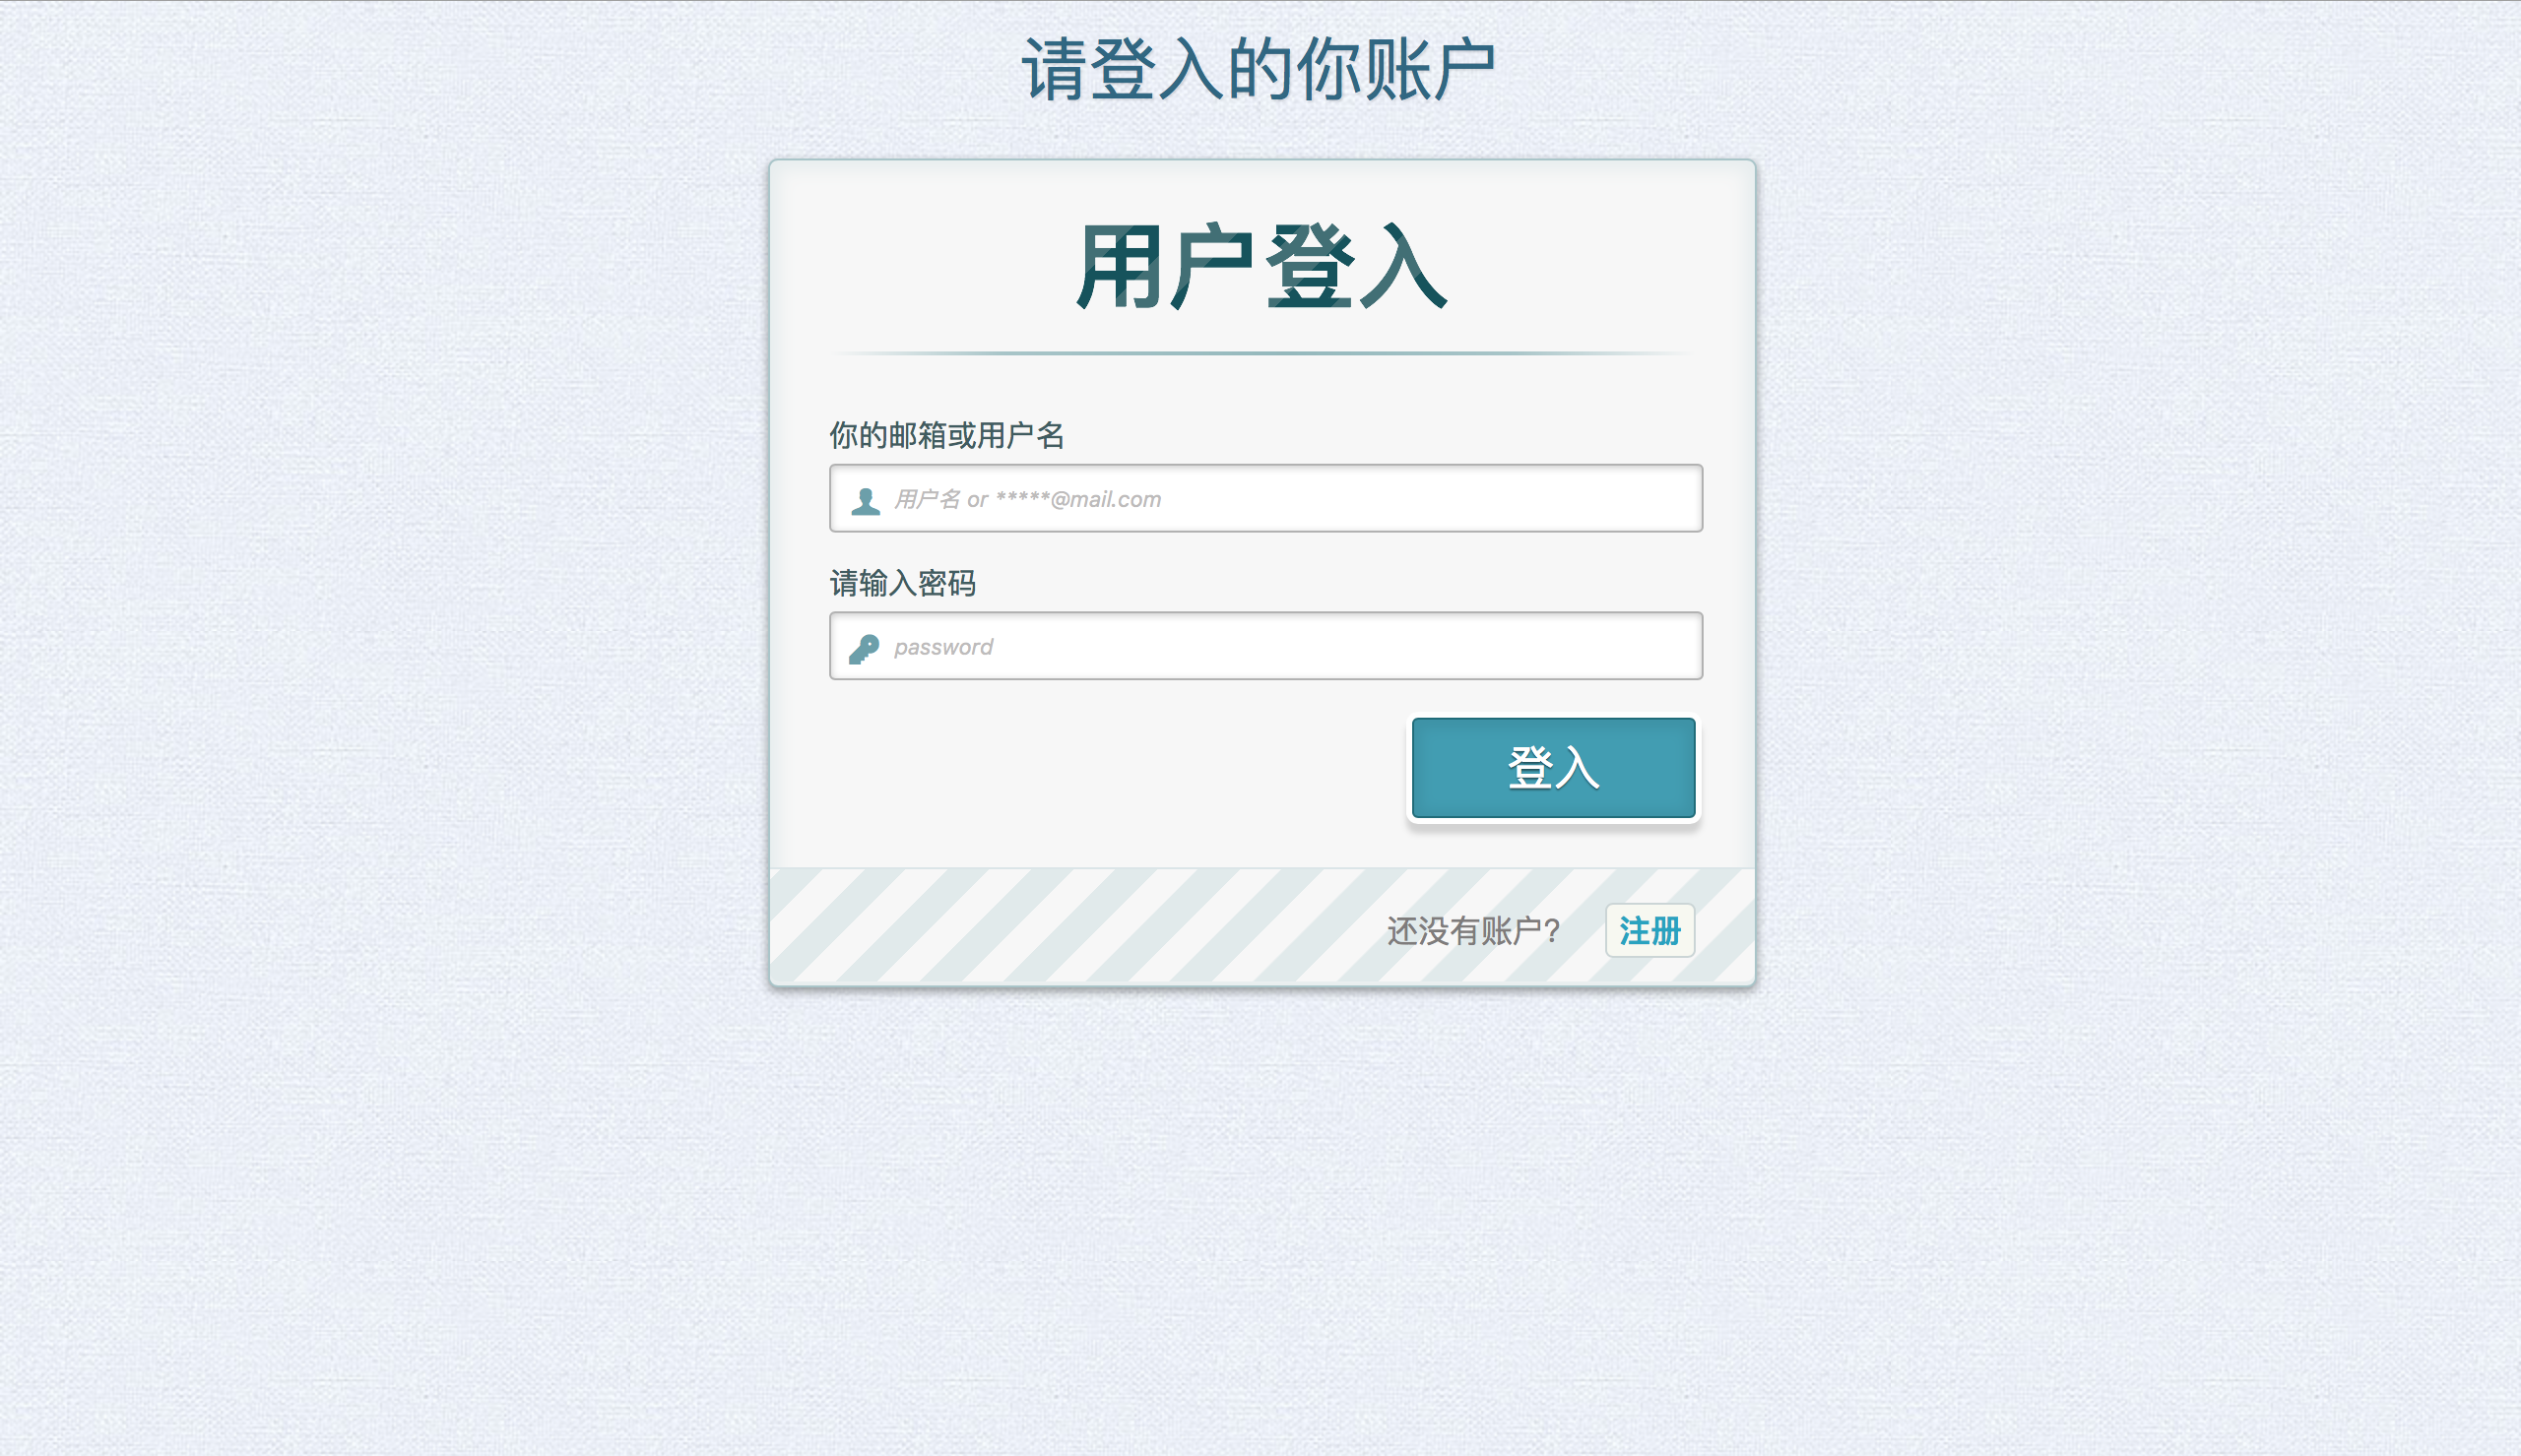 请登入的你账户
用户登入
你的邮箱或用户名
用户名 or *****@mail.com
请输入密码
password
登入
还没有账户? 注册